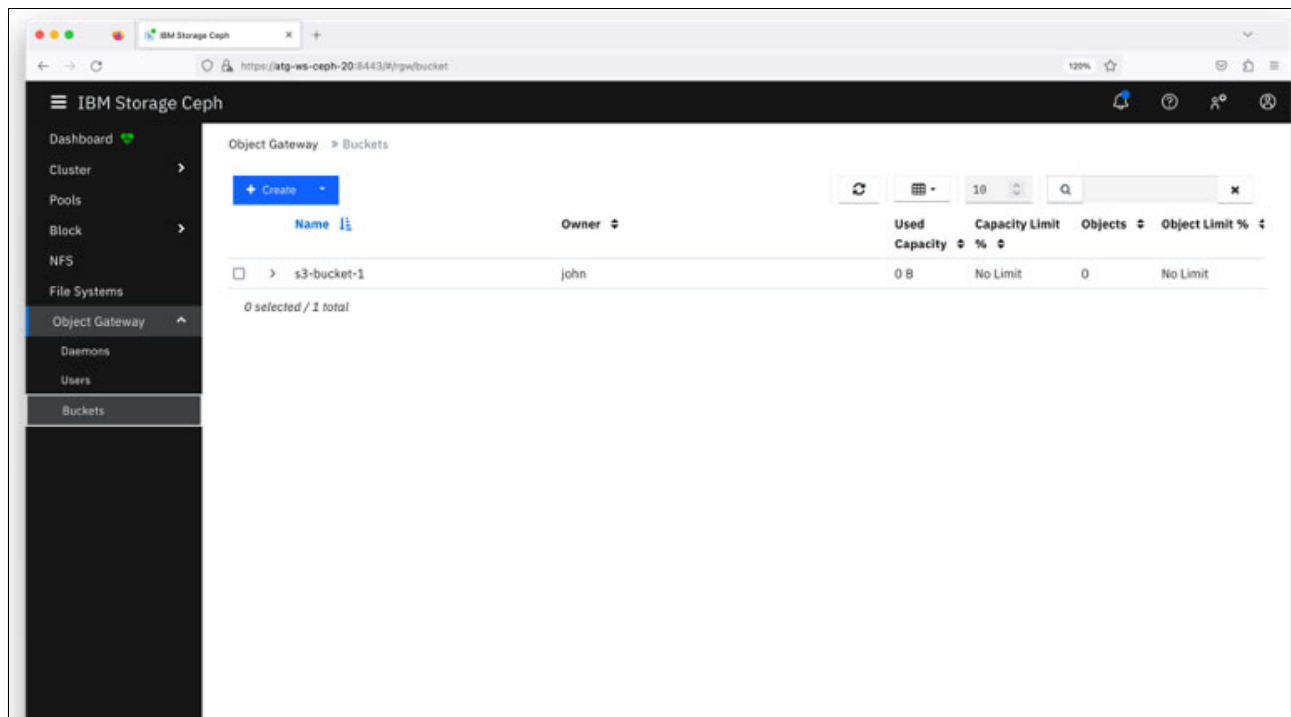 IBM Storage Ceph × +
https://atg-ws-ceph-20:8443/#/rgw/bucket 120%
IBM Storage Ceph
Dashboard
Cluster
Pools
Block
NFS
File Systems
Object Gateway
Daemons
Users
Buckets
Object Gateway » Buckets
+ Create 10
Name Owner Used Capacity Capacity Limit % Objects Object Limit %
s3-bucket-1 john 0 B No Limit 0 No Limit
0 selected / 1 total